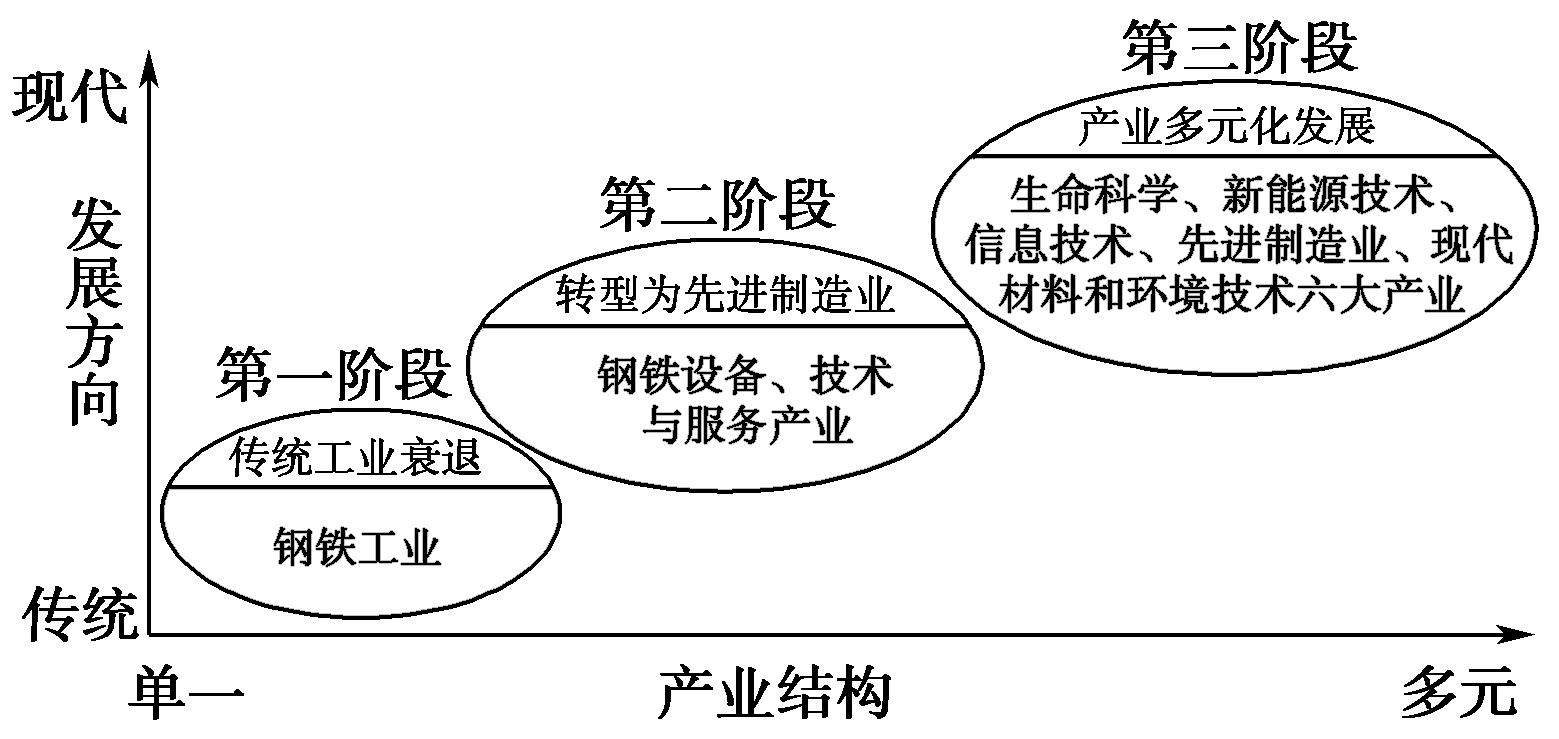 现代
发展方向
传统
第一阶段
传统工业衰退
钢铁工业
第二阶段
转型为先进制造业
钢铁设备、技术
与服务产业
第三阶段
产业多元化发展
生命科学、新能源技术、
信息技术、先进制造业、现代
材料和环境技术六大产业
单一
产业结构
多元